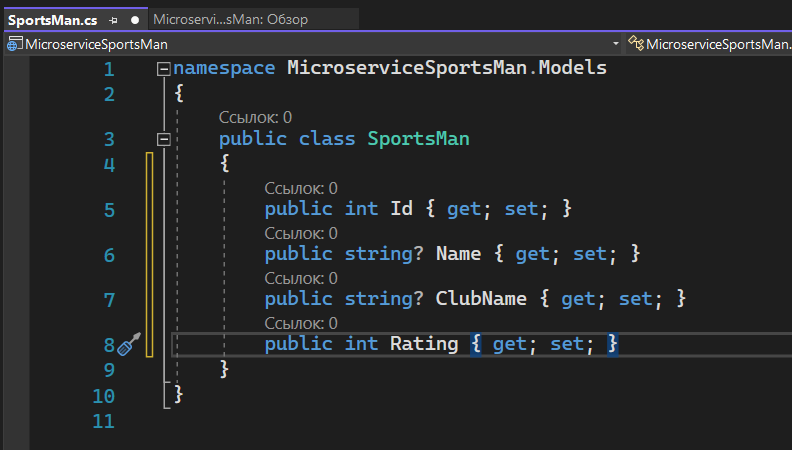 SportsMan.cs
Microservi...sMan: Обзор
MicroserviceSportsMan
MicroserviceSportsMan.
1 namespace MicroserviceSportsMan.Models
2 {
Ссылок: 0
3 public class SportsMan
4 {
Ссылок: 0
5 public int Id { get; set; }
Ссылок: 0
6 public string? Name { get; set; }
Ссылок: 0
7 public string? ClubName { get; set; }
Ссылок: 0
8 public int Rating { get; set; }
9 }
10 }
11